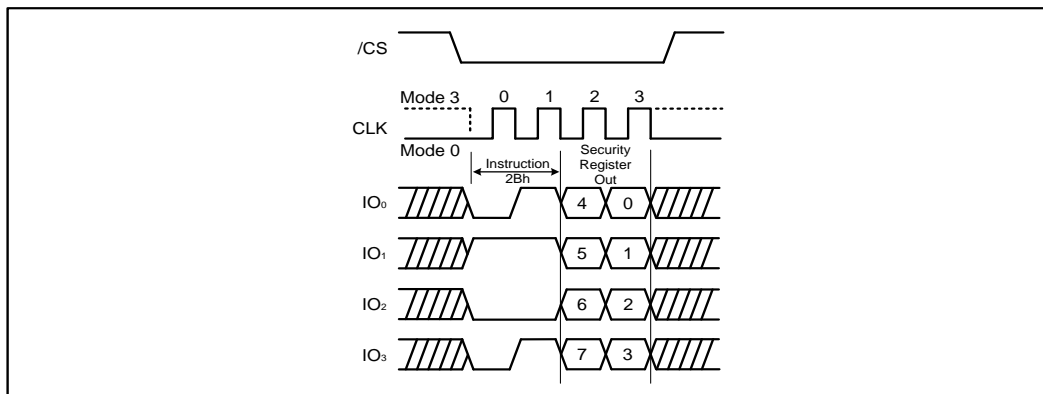 /CS
Mode 3 0 1 2 3
CLK
Mode 0
Instruction
2Bh
Security
Register
Out
IO₀ 4 0
IO₁ 5 1
IO₂ 6 2
IO₃ 7 3